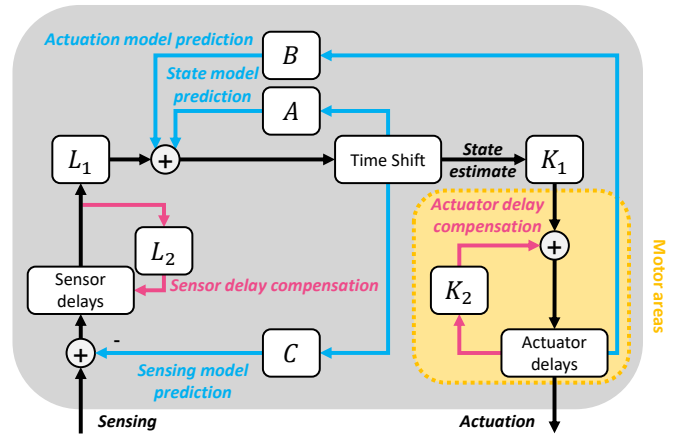 Actuation model prediction
B
State model
prediction
A
L₁
+
Time Shift
State
estimate
K₁
Actuator delay
compensation
+
L₂
Sensor
delays
Sensor delay compensation
K₂
Motor areas
-
+
C
Actuator
delays
Sensing model
prediction
Sensing
Actuation